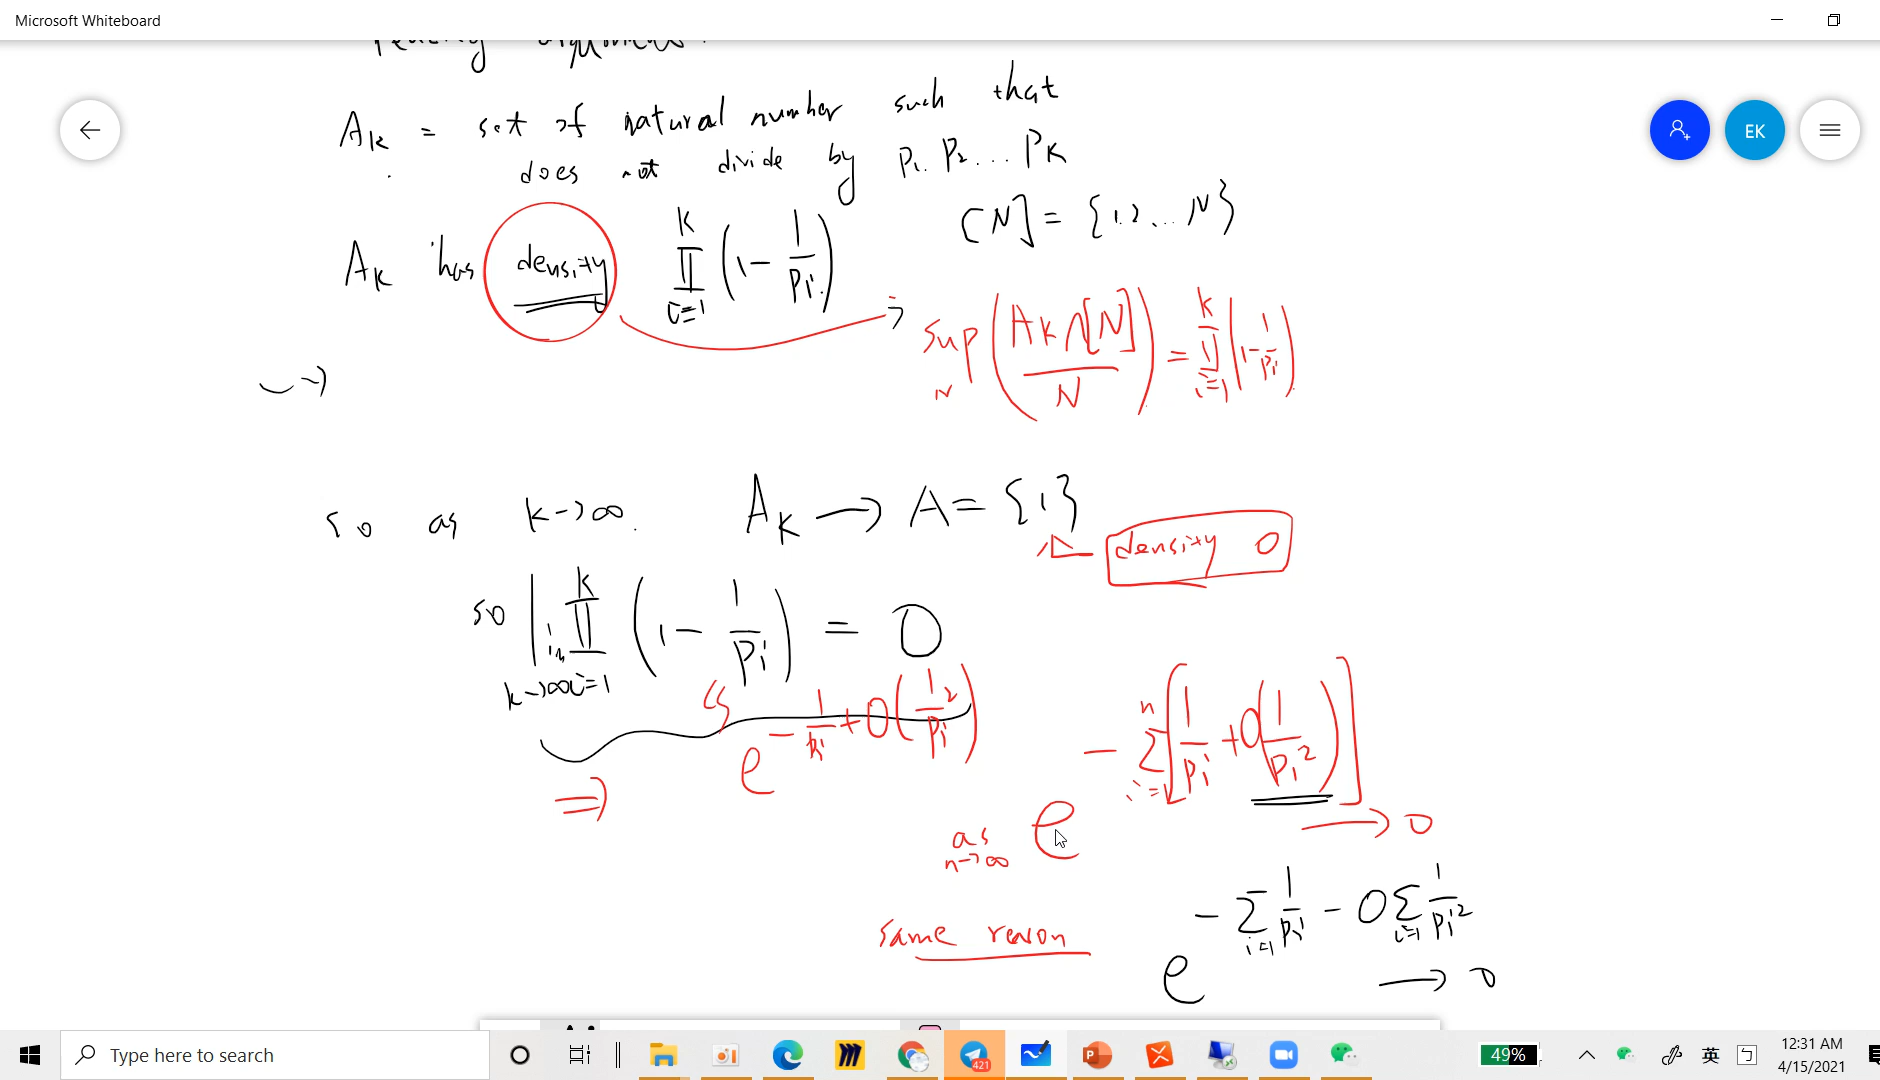 Microsoft Whiteboard
EK
A_k = set of natural number such that
does not divide by P_1. P_2 ... P_K
[N] = {1,2 ... N}
A_K has density ∏_{i=1}^{K} (1 - 1/P_i)
sup_N (A_K ∩ [N] / N) = ∏_{i=1}^{K} (1 - 1/P_i)
so as k→∞. A_K → A = {1}
density 0
so lim_{k→∞} ∏_{i=1}^{K} (1 - 1/P_i) = 0
e^{-1/P_i + O(1/P_i^2)}
⇒
as n→∞ e^{-∑_{i=1}^{n} [1/P_i + O(1/P_i^2)]} → 0
same reason
e^{-∑_{i=1} 1/P_i - O ∑_{i=1} 1/P_i^2} → 0
Type here to search
421
49%
英
12:31 AM
4/15/2021